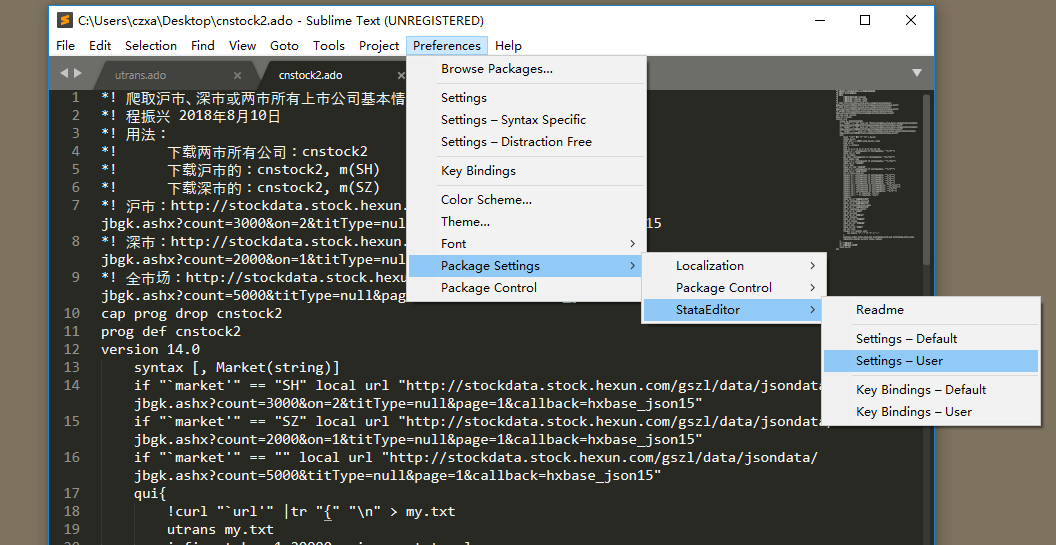 C:\Users\czxa\Desktop\cnstock2.ado - Sublime Text (UNREGISTERED)
File Edit Selection Find View Goto Tools Project Preferences Help
utrans.ado × cnstock2.ado ×
Browse Packages...
Settings
Settings – Syntax Specific
Settings – Distraction Free
Key Bindings
Color Scheme...
Theme...
Font
Package Settings
Package Control
Localization
Package Control
StataEditor
Readme
Settings – Default
Settings – User
Key Bindings – Default
Key Bindings – User
1 *! 爬取沪市、深市或两市所有上市公司基本情
2 *! 程振兴 2018年8月10日
3 *! 用法：
4 *! 下载两市所有公司：cnstock2
5 *! 下载沪市的：cnstock2, m(SH)
6 *! 下载深市的：cnstock2, m(SZ)
7 *! 沪市：http://stockdata.stock.hexun.
jbgk.ashx?count=3000&on=2&titType=null 15
8 *! 深市：http://stockdata.stock.hexun.
jbgk.ashx?count=2000&on=1&titType=null
9 *! 全市场：http://stockdata.stock.hexu
jbgk.ashx?count=5000&titType=null&page
10 cap prog drop cnstock2
11 prog def cnstock2
12 version 14.0
13 syntax [, Market(string)]
14 if "`market'" == "SH" local url "http://stockdata.stock.hexun.com/gszl/data/jsondata
jbgk.ashx?count=3000&on=2&titType=null&page=1&callback=hxbase_json15"
15 if "`market'" == "SZ" local url "http://stockdata.stock.hexun.com/gszl/data/jsondata/
jbgk.ashx?count=2000&on=1&titType=null&page=1&callback=hxbase_json15"
16 if "`market'" == "" local url "http://stockdata.stock.hexun.com/gszl/data/jsondata/
jbgk.ashx?count=5000&titType=null&page=1&callback=hxbase_json15"
17 qui{
18 !curl "`url'" |tr "{" "\n" > my.txt
19 utrans my.txt